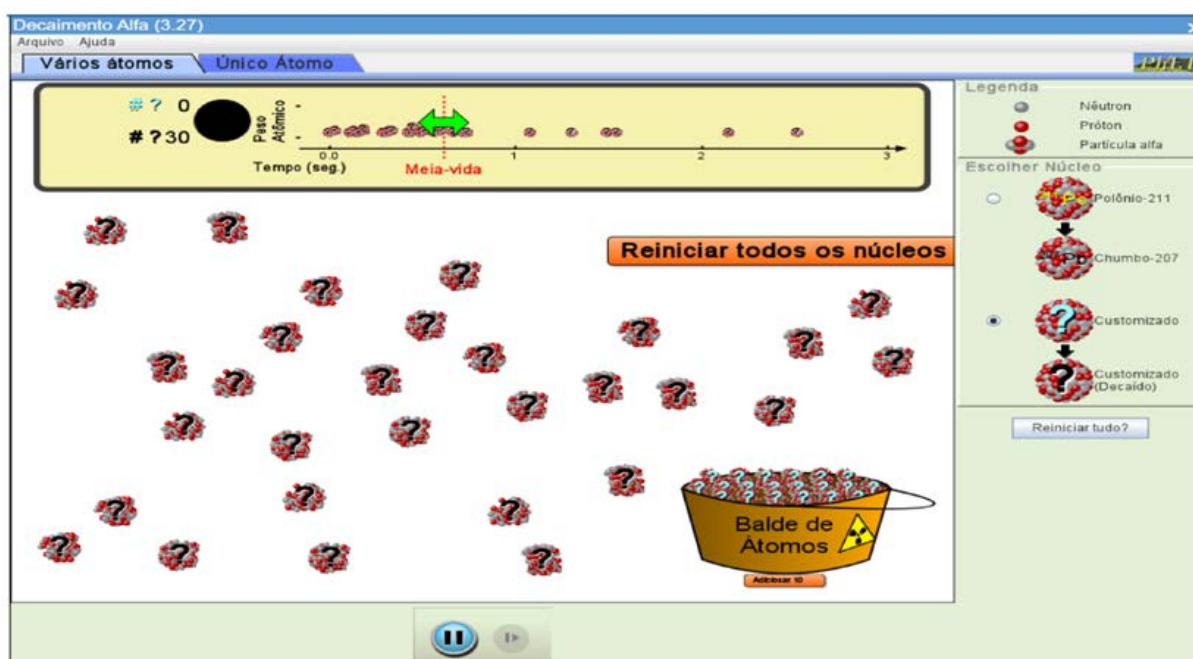 Decaimento Alfa (3.27)
Arquivo Ajuda
Vários átomos
Único Átomo
# ? 0
# ? 30
Peso Atômico
0.0 1 2 3
Tempo (seg.)
Meia-vida
Reiniciar todos os núcleos
Balde de
Átomos
Adicionar 10
Legenda
Nêutron
Próton
Partícula alfa
Escolher Núcleo
Polônio-211
Chumbo-207
Customizado
Customizado
(Decaído)
Reiniciar tudo?